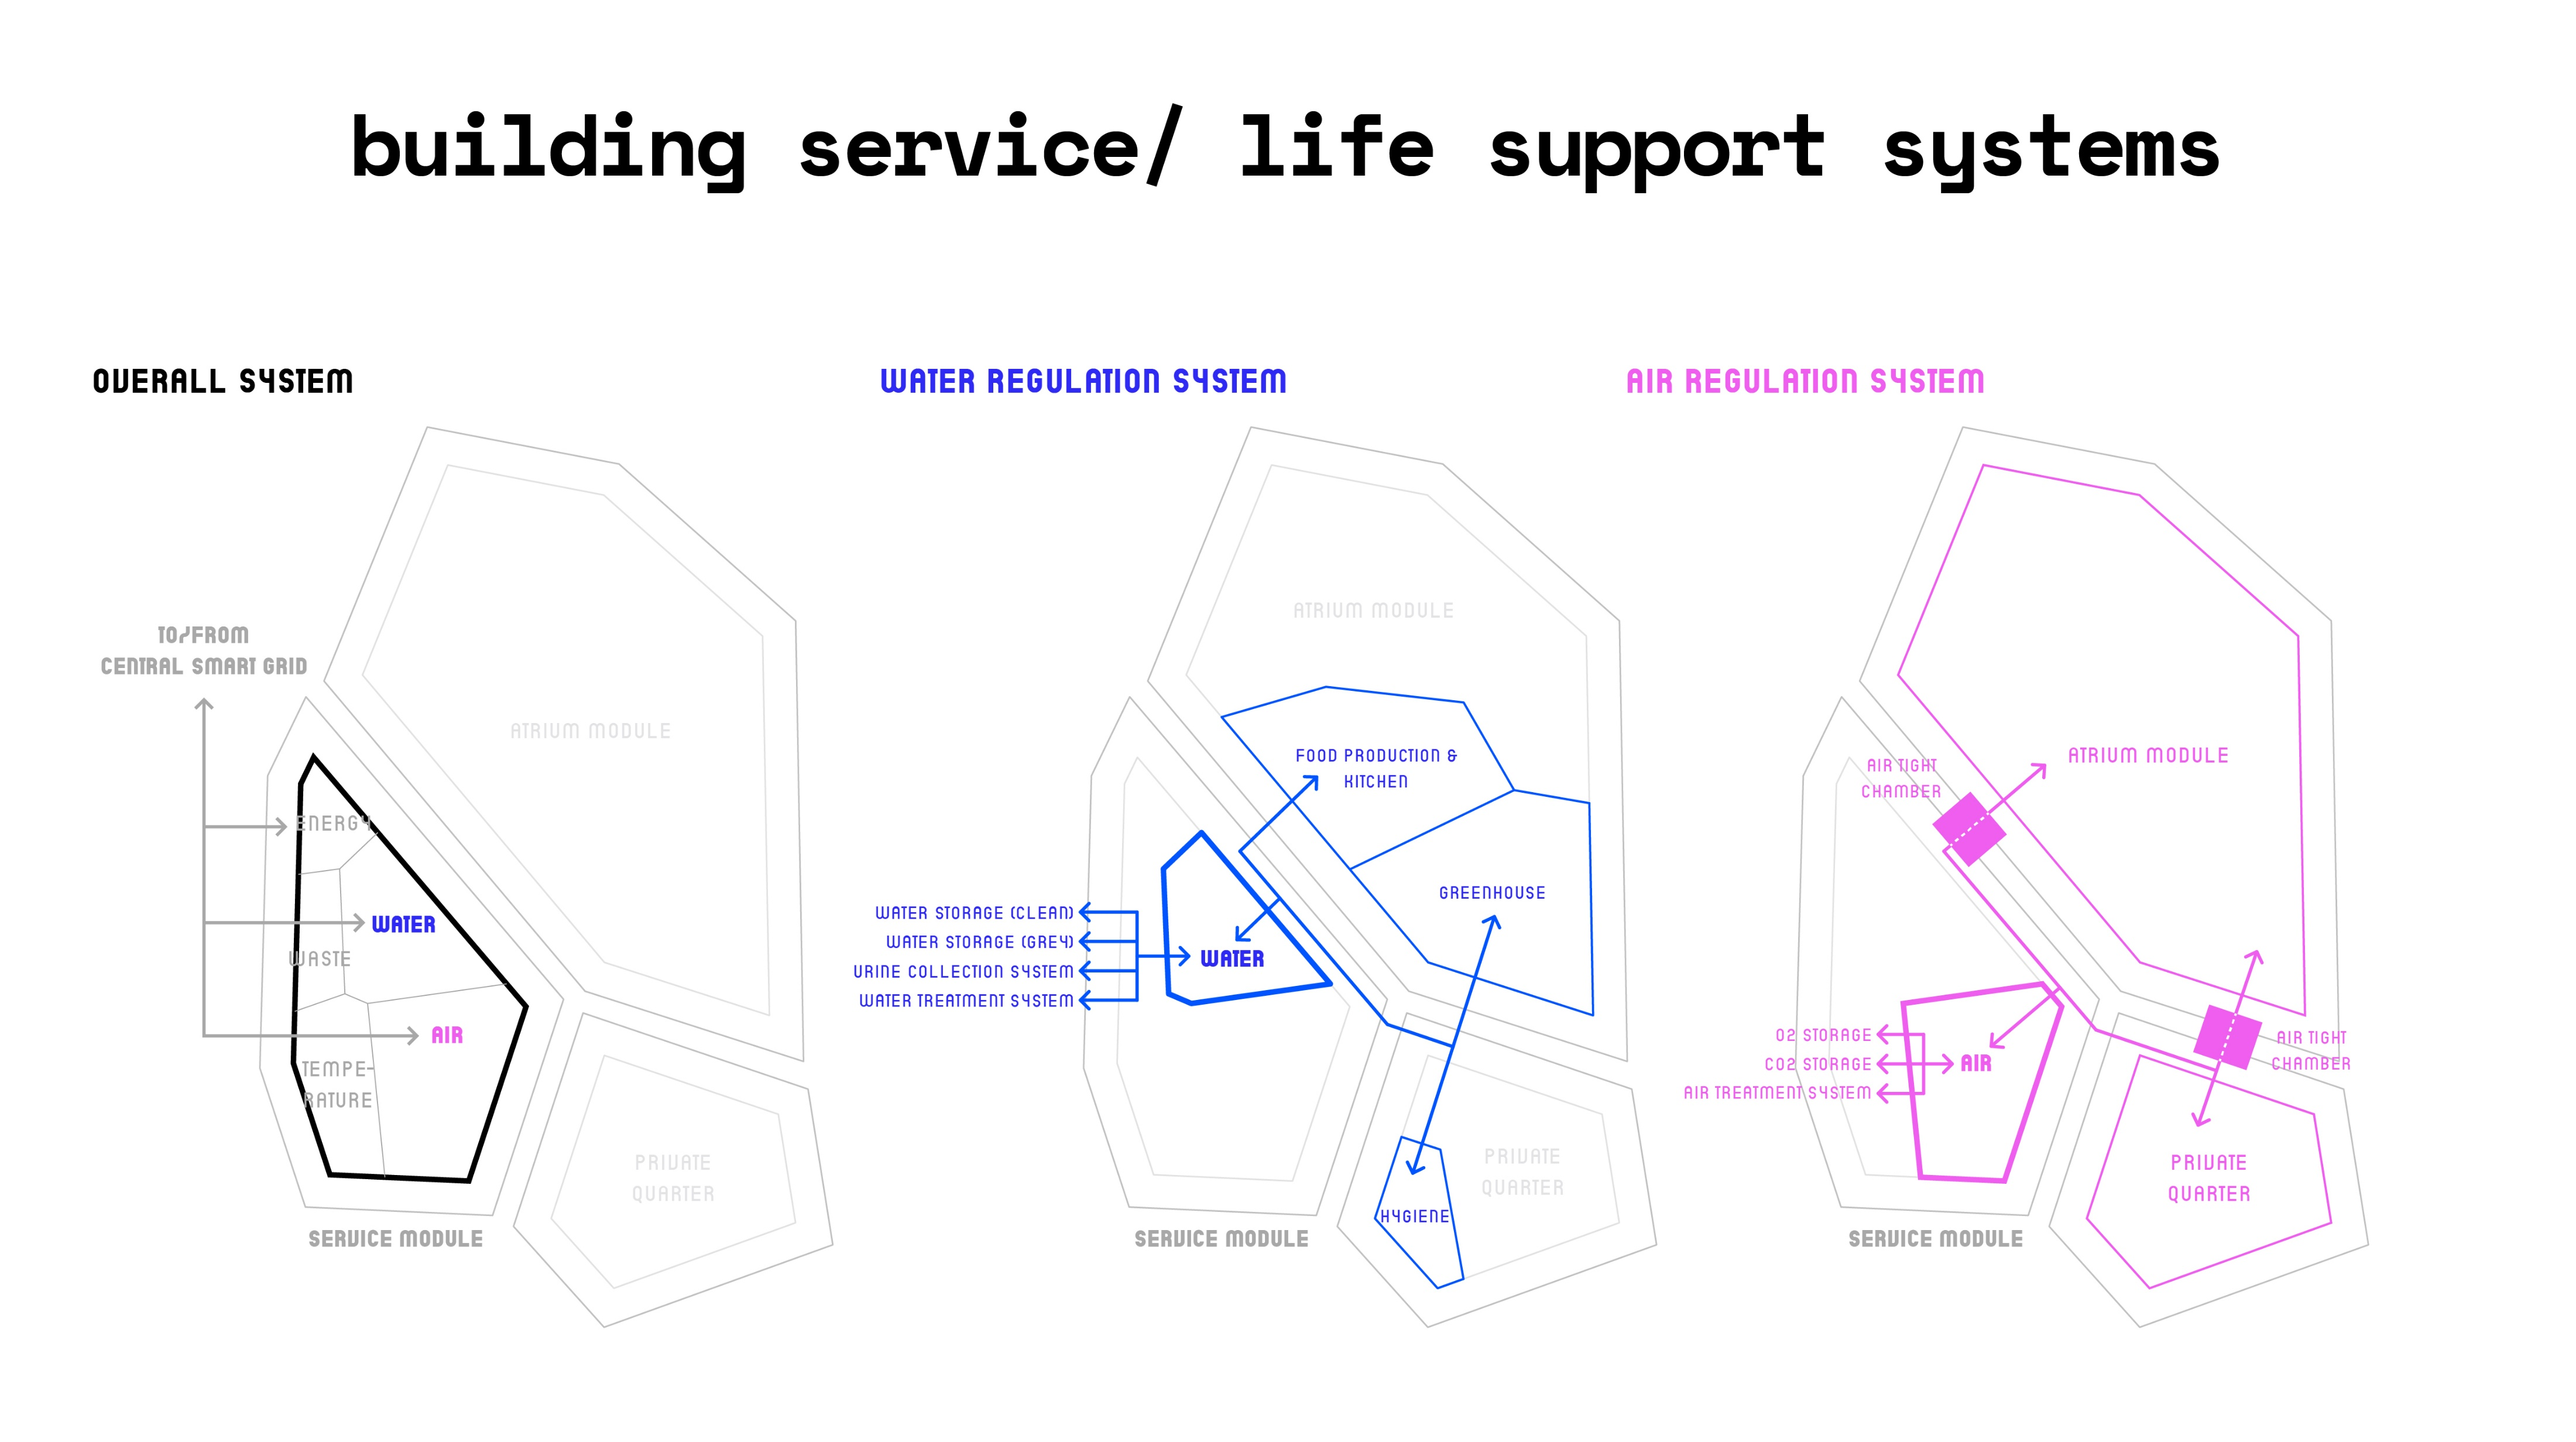 building service/ life support systems
OVERALL SYSTEM
TO/FROM
CENTRAL SMART GRID
ATRIUM MODULE
ENERGY
WATER
WASTE
AIR
TEMPE-
RATURE
PRIVATE
QUARTER
SERVICE MODULE
WATER REGULATION SYSTEM
ATRIUM MODULE
FOOD PRODUCTION &
KITCHEN
GREENHOUSE
WATER STORAGE (CLEAN)
WATER STORAGE (GREY)
URINE COLLECTION SYSTEM
WATER TREATMENT SYSTEM
WATER
PRIVATE
QUARTER
HYGIENE
SERVICE MODULE
AIR REGULATION SYSTEM
AIR TIGHT
CHAMBER
ATRIUM MODULE
O2 STORAGE
CO2 STORAGE
AIR TREATMENT SYSTEM
AIR
AIR TIGHT
CHAMBER
PRIVATE
QUARTER
SERVICE MODULE